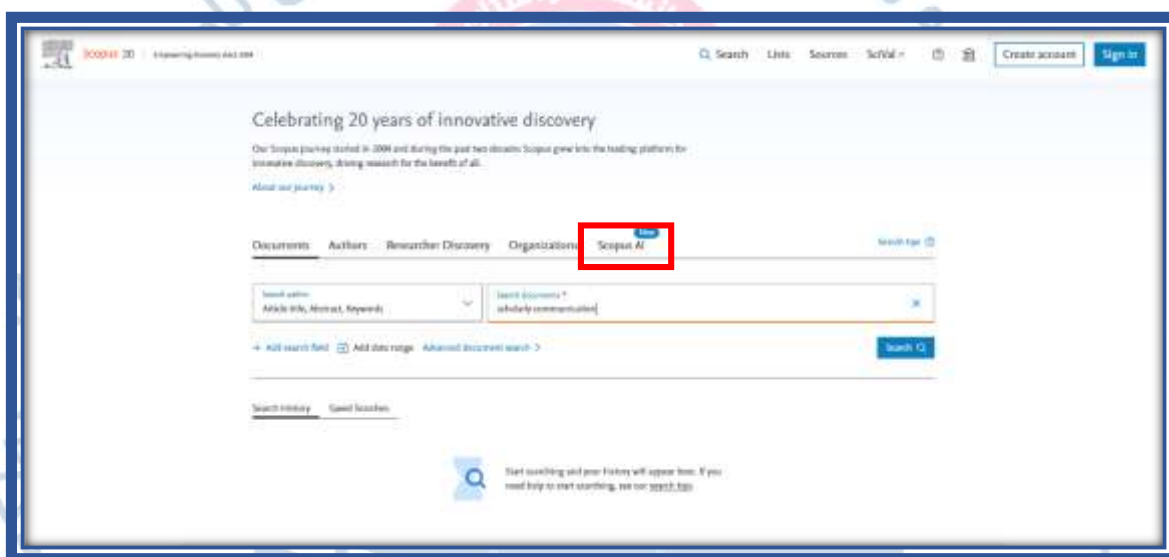 Scopus 20
Empowering discovery since 2004
Search Lists Sources SciVal
Create account Sign in
Celebrating 20 years of innovative discovery
Our Scopus journey started in 2004 and during the past two decades Scopus grew into the leading platform for
innovative discovery, driving research for the benefit of all.
About our journey
Documents Authors Researcher Discovery Organizations Scopus AI
New
Search tips
Search within
Article title, Abstract, Keywords
Search documents *
scholarly communication
+ Add search field Add date range Advanced document search
Search
Search History Saved Searches
Start searching and your history will appear here. If you
need help to start searching, see our search tips